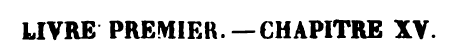 LIVRE PREMIER. — CHAPITRE XV.